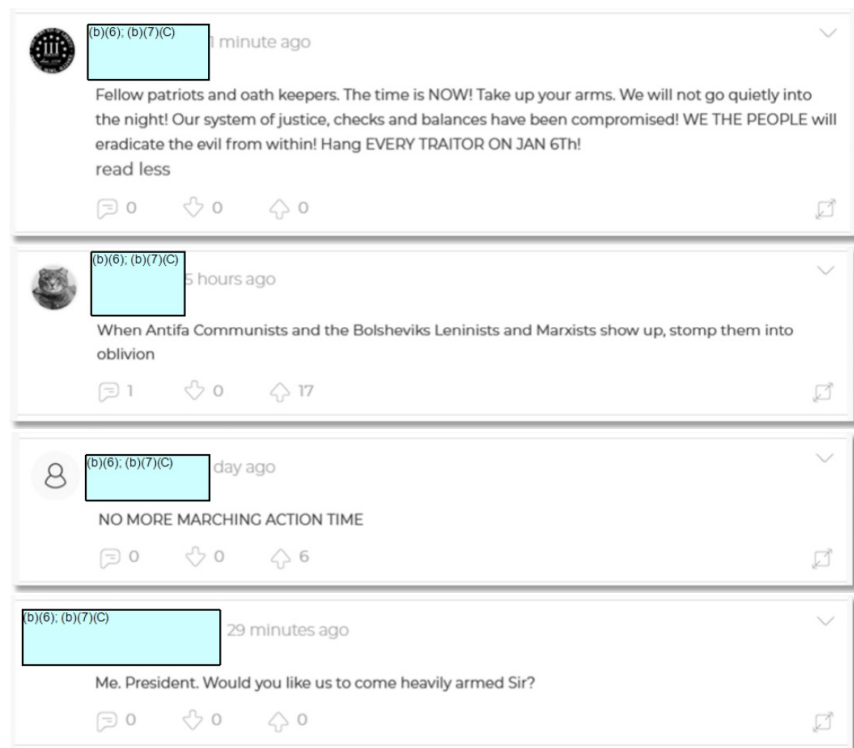 (b)(6); (b)(7)(C)
1 minute ago
III
Fellow patriots and oath keepers. The time is NOW! Take up your arms. We will not go quietly into
the night! Our system of justice, checks and balances have been compromised! WE THE PEOPLE will
eradicate the evil from within! Hang EVERY TRAITOR ON JAN 6Th!
read less
0 0 0
(b)(6); (b)(7)(C)
5 hours ago
When Antifa Communists and the Bolsheviks Leninists and Marxists show up, stomp them into
oblivion
1 0 17
(b)(6); (b)(7)(C)
day ago
NO MORE MARCHING ACTION TIME
0 0 6
(b)(6); (b)(7)(C)
29 minutes ago
Me. President. Would you like us to come heavily armed Sir?
0 0 0